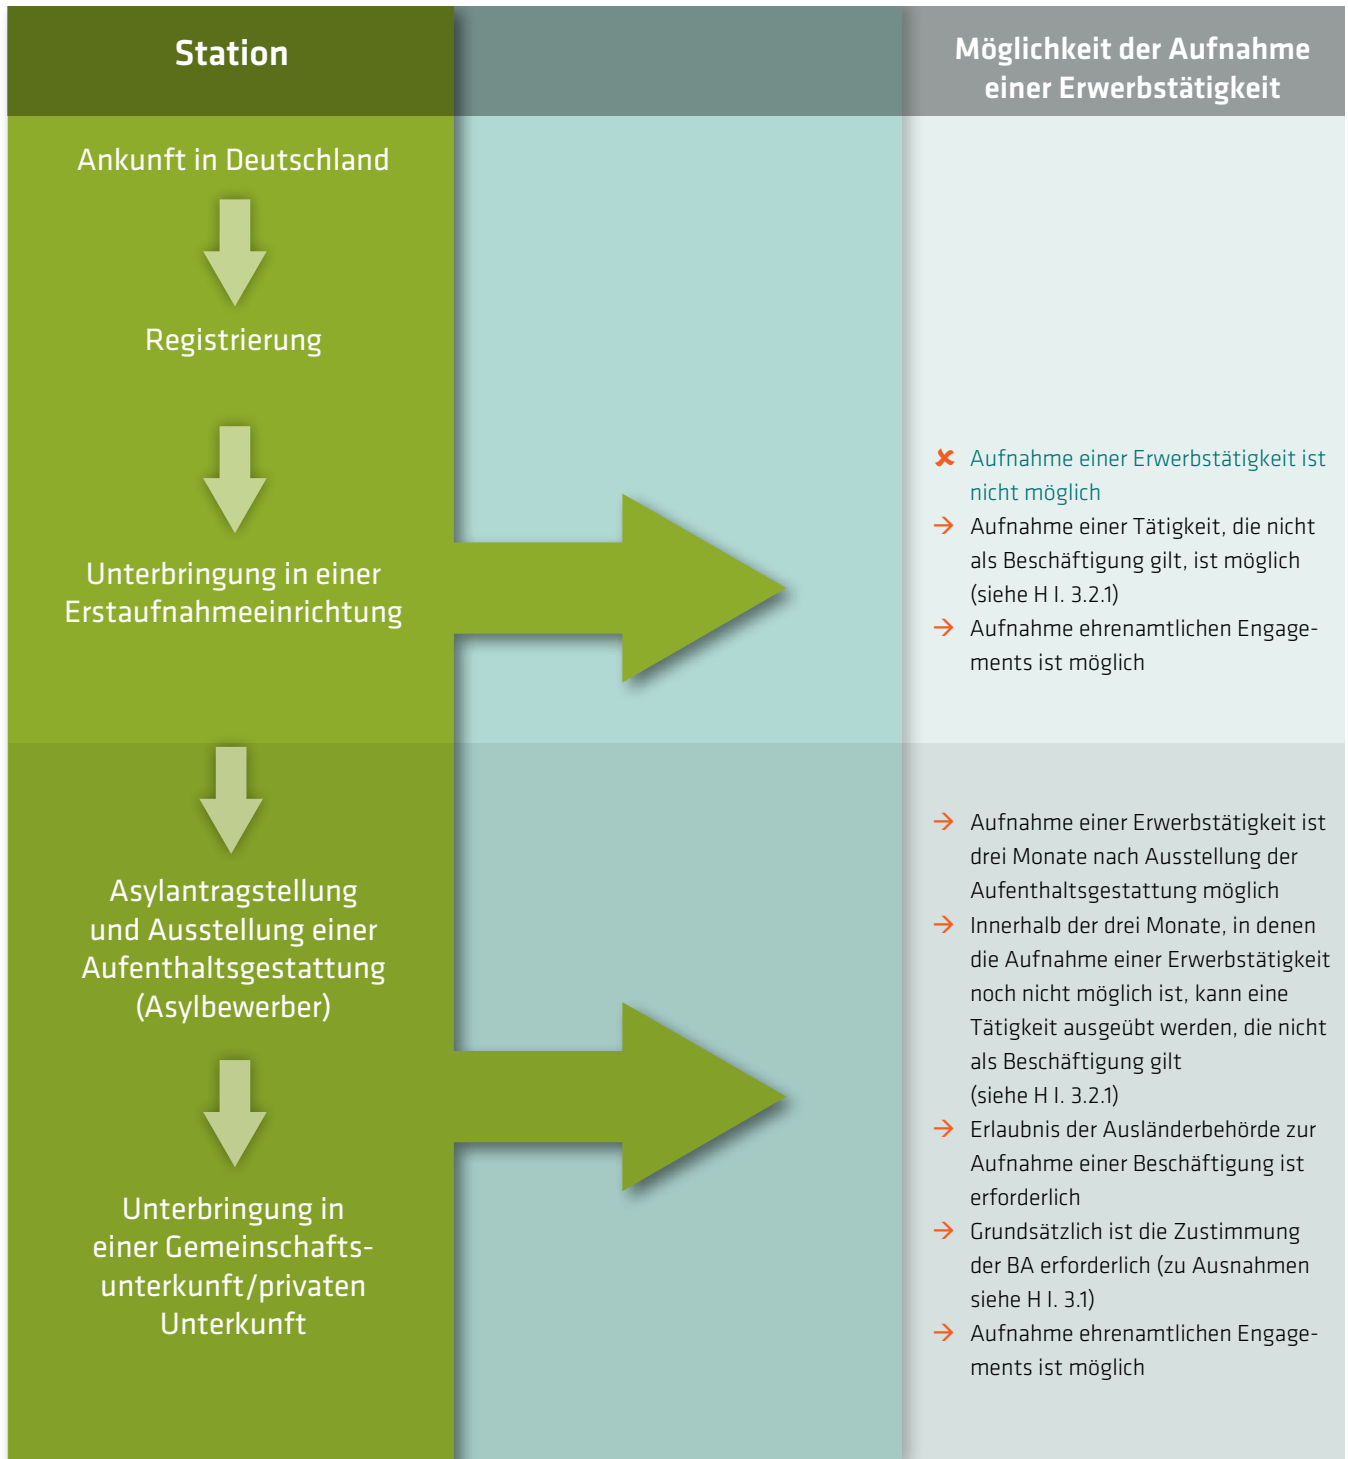 Station
Möglichkeit der Aufnahme
einer Erwerbstätigkeit
Ankunft in Deutschland
Registrierung
Unterbringung in einer
Erstaufnahmeeinrichtung
✘ Aufnahme einer Erwerbstätigkeit ist
nicht möglich
→ Aufnahme einer Tätigkeit, die nicht
als Beschäftigung gilt, ist möglich
(siehe H I. 3.2.1)
→ Aufnahme ehrenamtlichen Engage-
ments ist möglich
Asylantragstellung
und Ausstellung einer
Aufenthaltsgestattung
(Asylbewerber)
Unterbringung in
einer Gemeinschafts-
unterkunft/privaten
Unterkunft
→ Aufnahme einer Erwerbstätigkeit ist
drei Monate nach Ausstellung der
Aufenthaltsgestattung möglich
→ Innerhalb der drei Monate, in denen
die Aufnahme einer Erwerbstätigkeit
noch nicht möglich ist, kann eine
Tätigkeit ausgeübt werden, die nicht
als Beschäftigung gilt
(siehe H I. 3.2.1)
→ Erlaubnis der Ausländerbehörde zur
Aufnahme einer Beschäftigung ist
erforderlich
→ Grundsätzlich ist die Zustimmung
der BA erforderlich (zu Ausnahmen
siehe H I. 3.1)
→ Aufnahme ehrenamtlichen Engage-
ments ist möglich